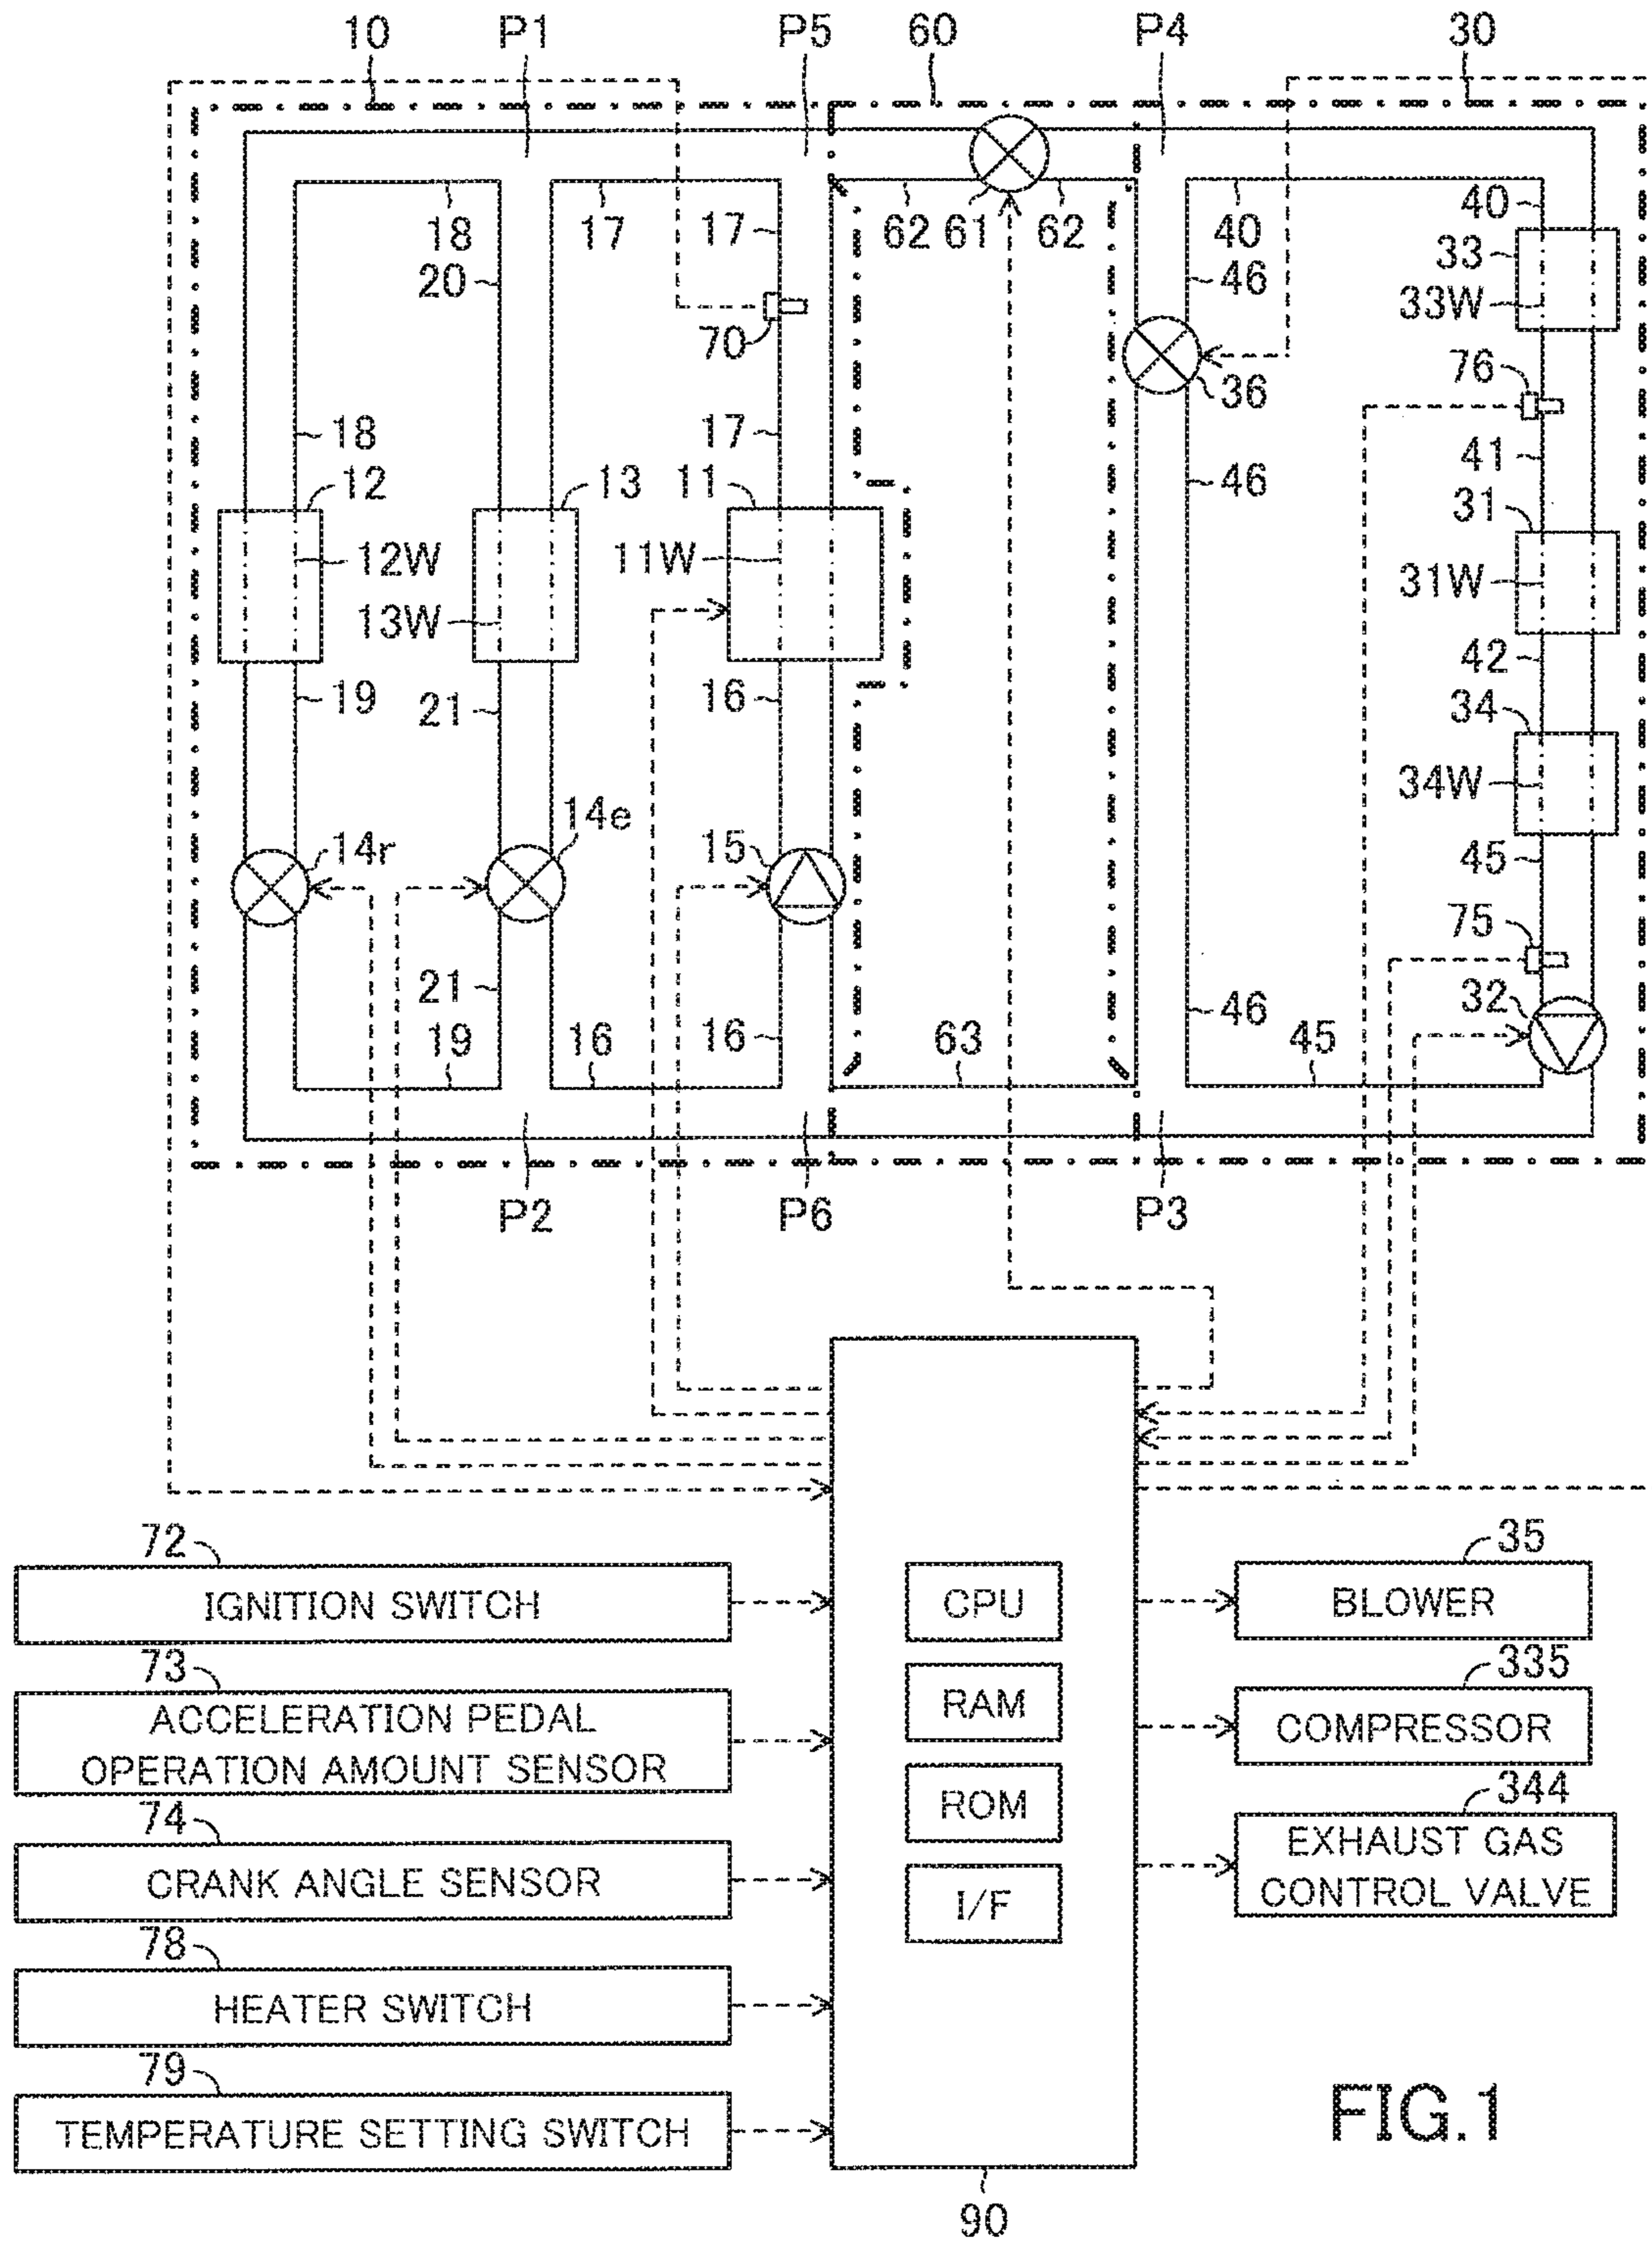 10 P1 P5 60 P4 30
18 17 17 62 61 62 40 40
20 46 33
33W
70
36 76
18 17 46 41
12 13 11 31
12W 11W 31W
13W
19 21 16 42
34
34W
14r 14e 15 45
75
21 46 32
19 16 16 63 45
P2 P6 P3
72 35
IGNITION SWITCH CPU BLOWER
73 335
ACCELERATION PEDAL
OPERATION AMOUNT SENSOR
RAM COMPRESSOR
74 344
ROM EXHAUST GAS
CONTROL VALVE
CRANK ANGLE SENSOR I/F
78
HEATER SWITCH
79
TEMPERATURE SETTING SWITCH
90
FIG.1